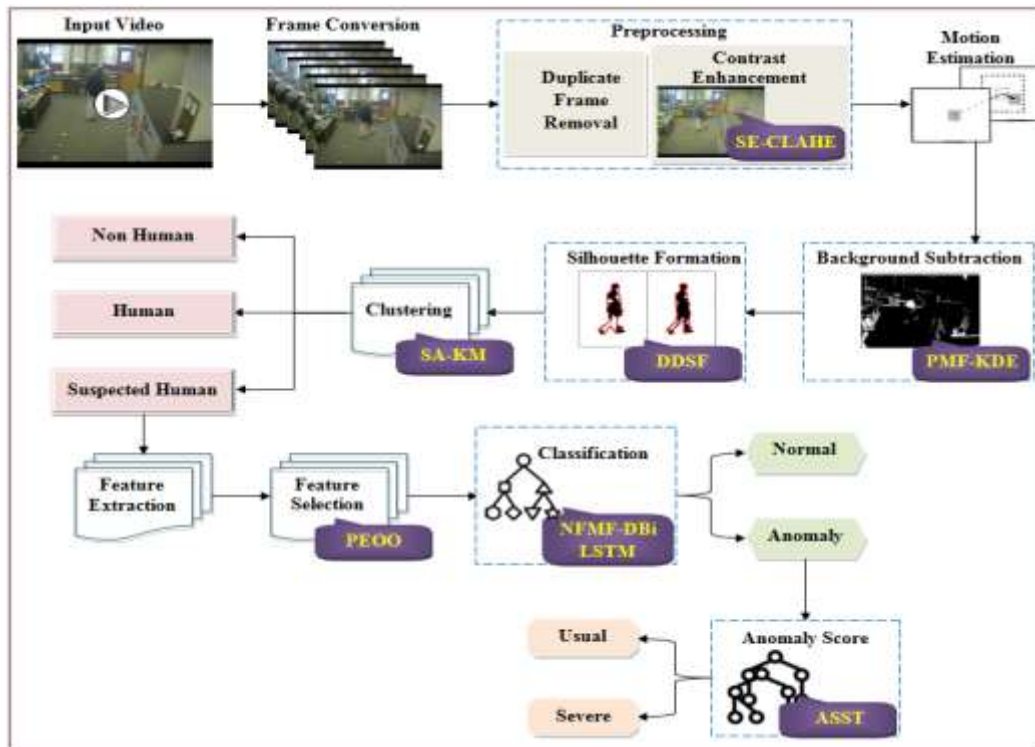 Input Video
Frame Conversion
Preprocessing
Duplicate
Frame
Removal
Contrast
Enhancement
SE-CLAHE
Motion
Estimation
Non Human
Human
Suspected Human
Clustering
SA-KM
Silhouette Formation
DDSF
Background Subtraction
PMF-KDE
Feature
Extraction
Feature
Selection
PEOO
Classification
NFMF-DBi
LSTM
Normal
Anomaly
Usual
Severe
Anomaly Score
ASST